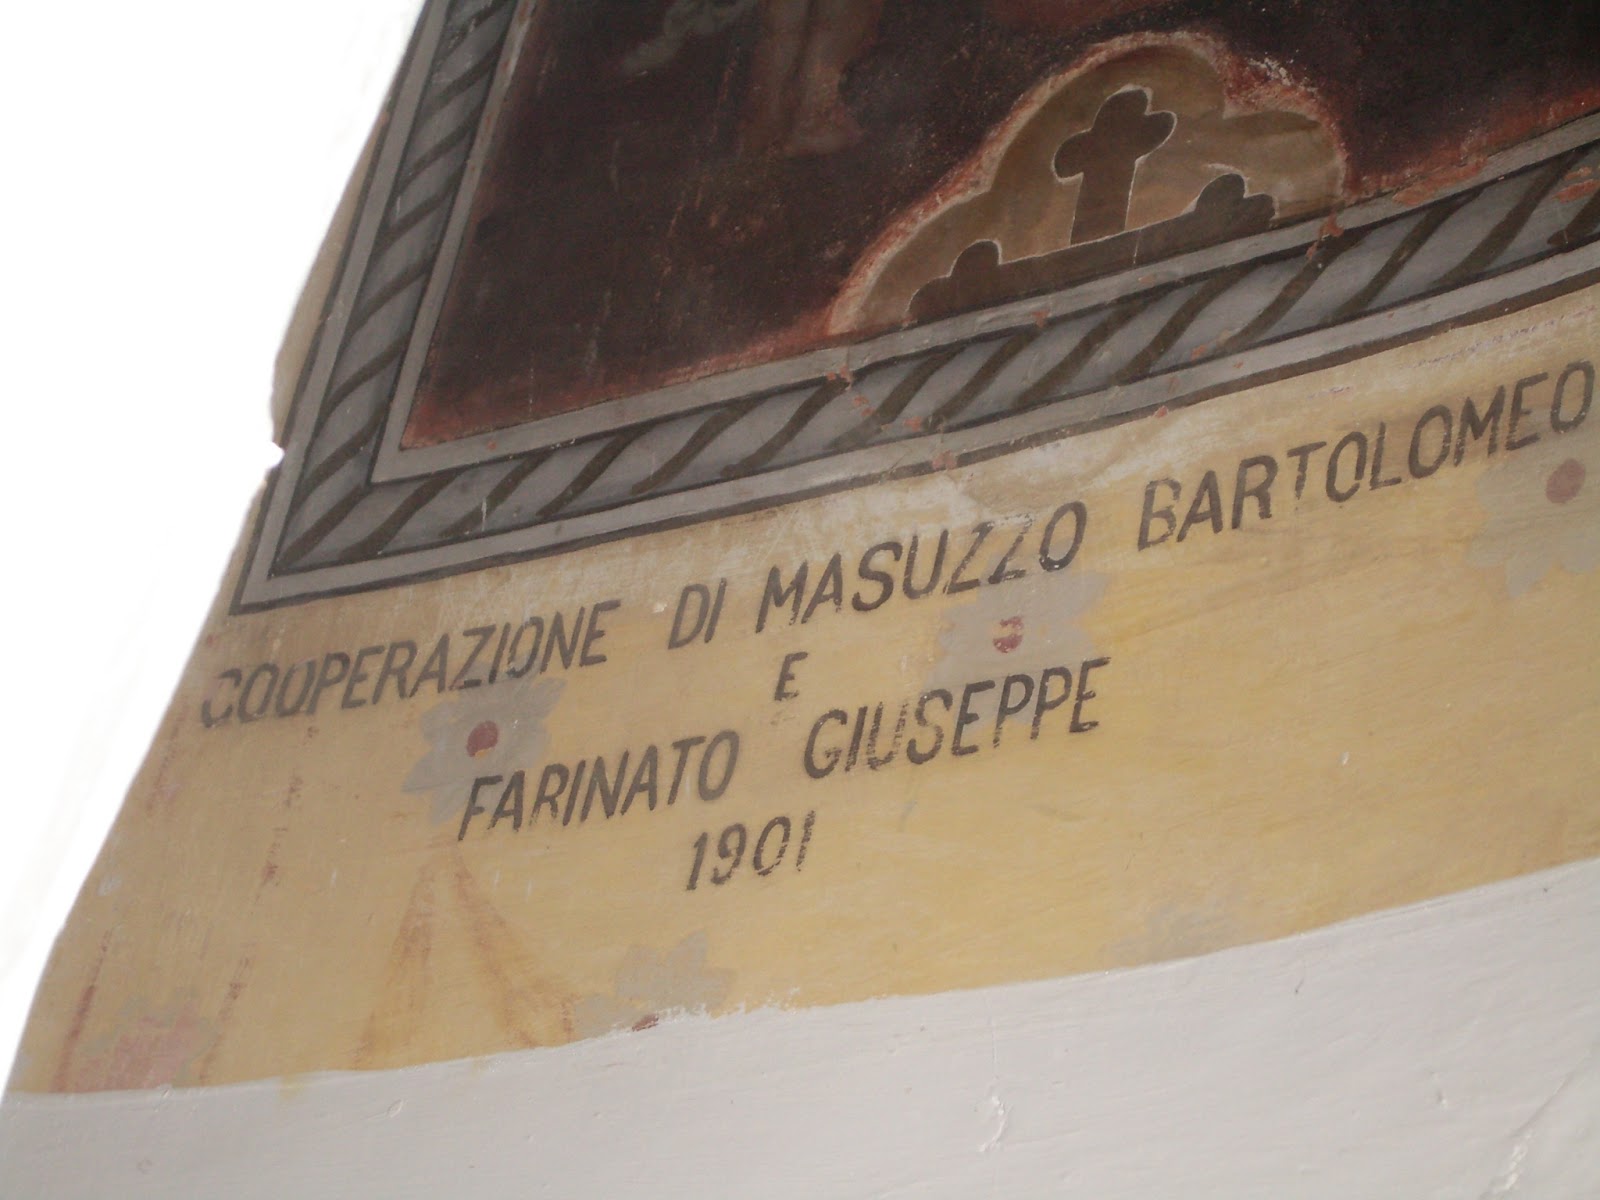 COOPERAZIONE DI MASUZZO BARTOLOMEO
E
FARINATO GIUSEPPE
1901